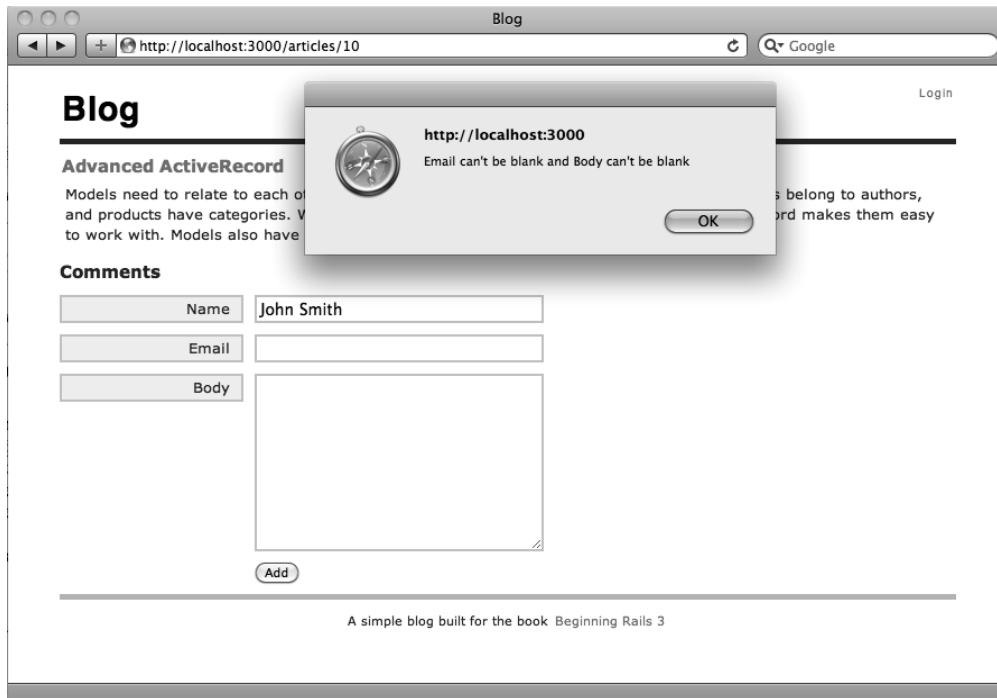 Blog
http://localhost:3000/articles/10
Google
Login
Blog
http://localhost:3000
Email can't be blank and Body can't be blank
OK
Advanced ActiveRecord
Models need to relate to each belong to authors,
and products have categories. makes them easy
to work with. Models also have
Comments
Name
John Smith
Email
Body
Add
A simple blog built for the book Beginning Rails 3